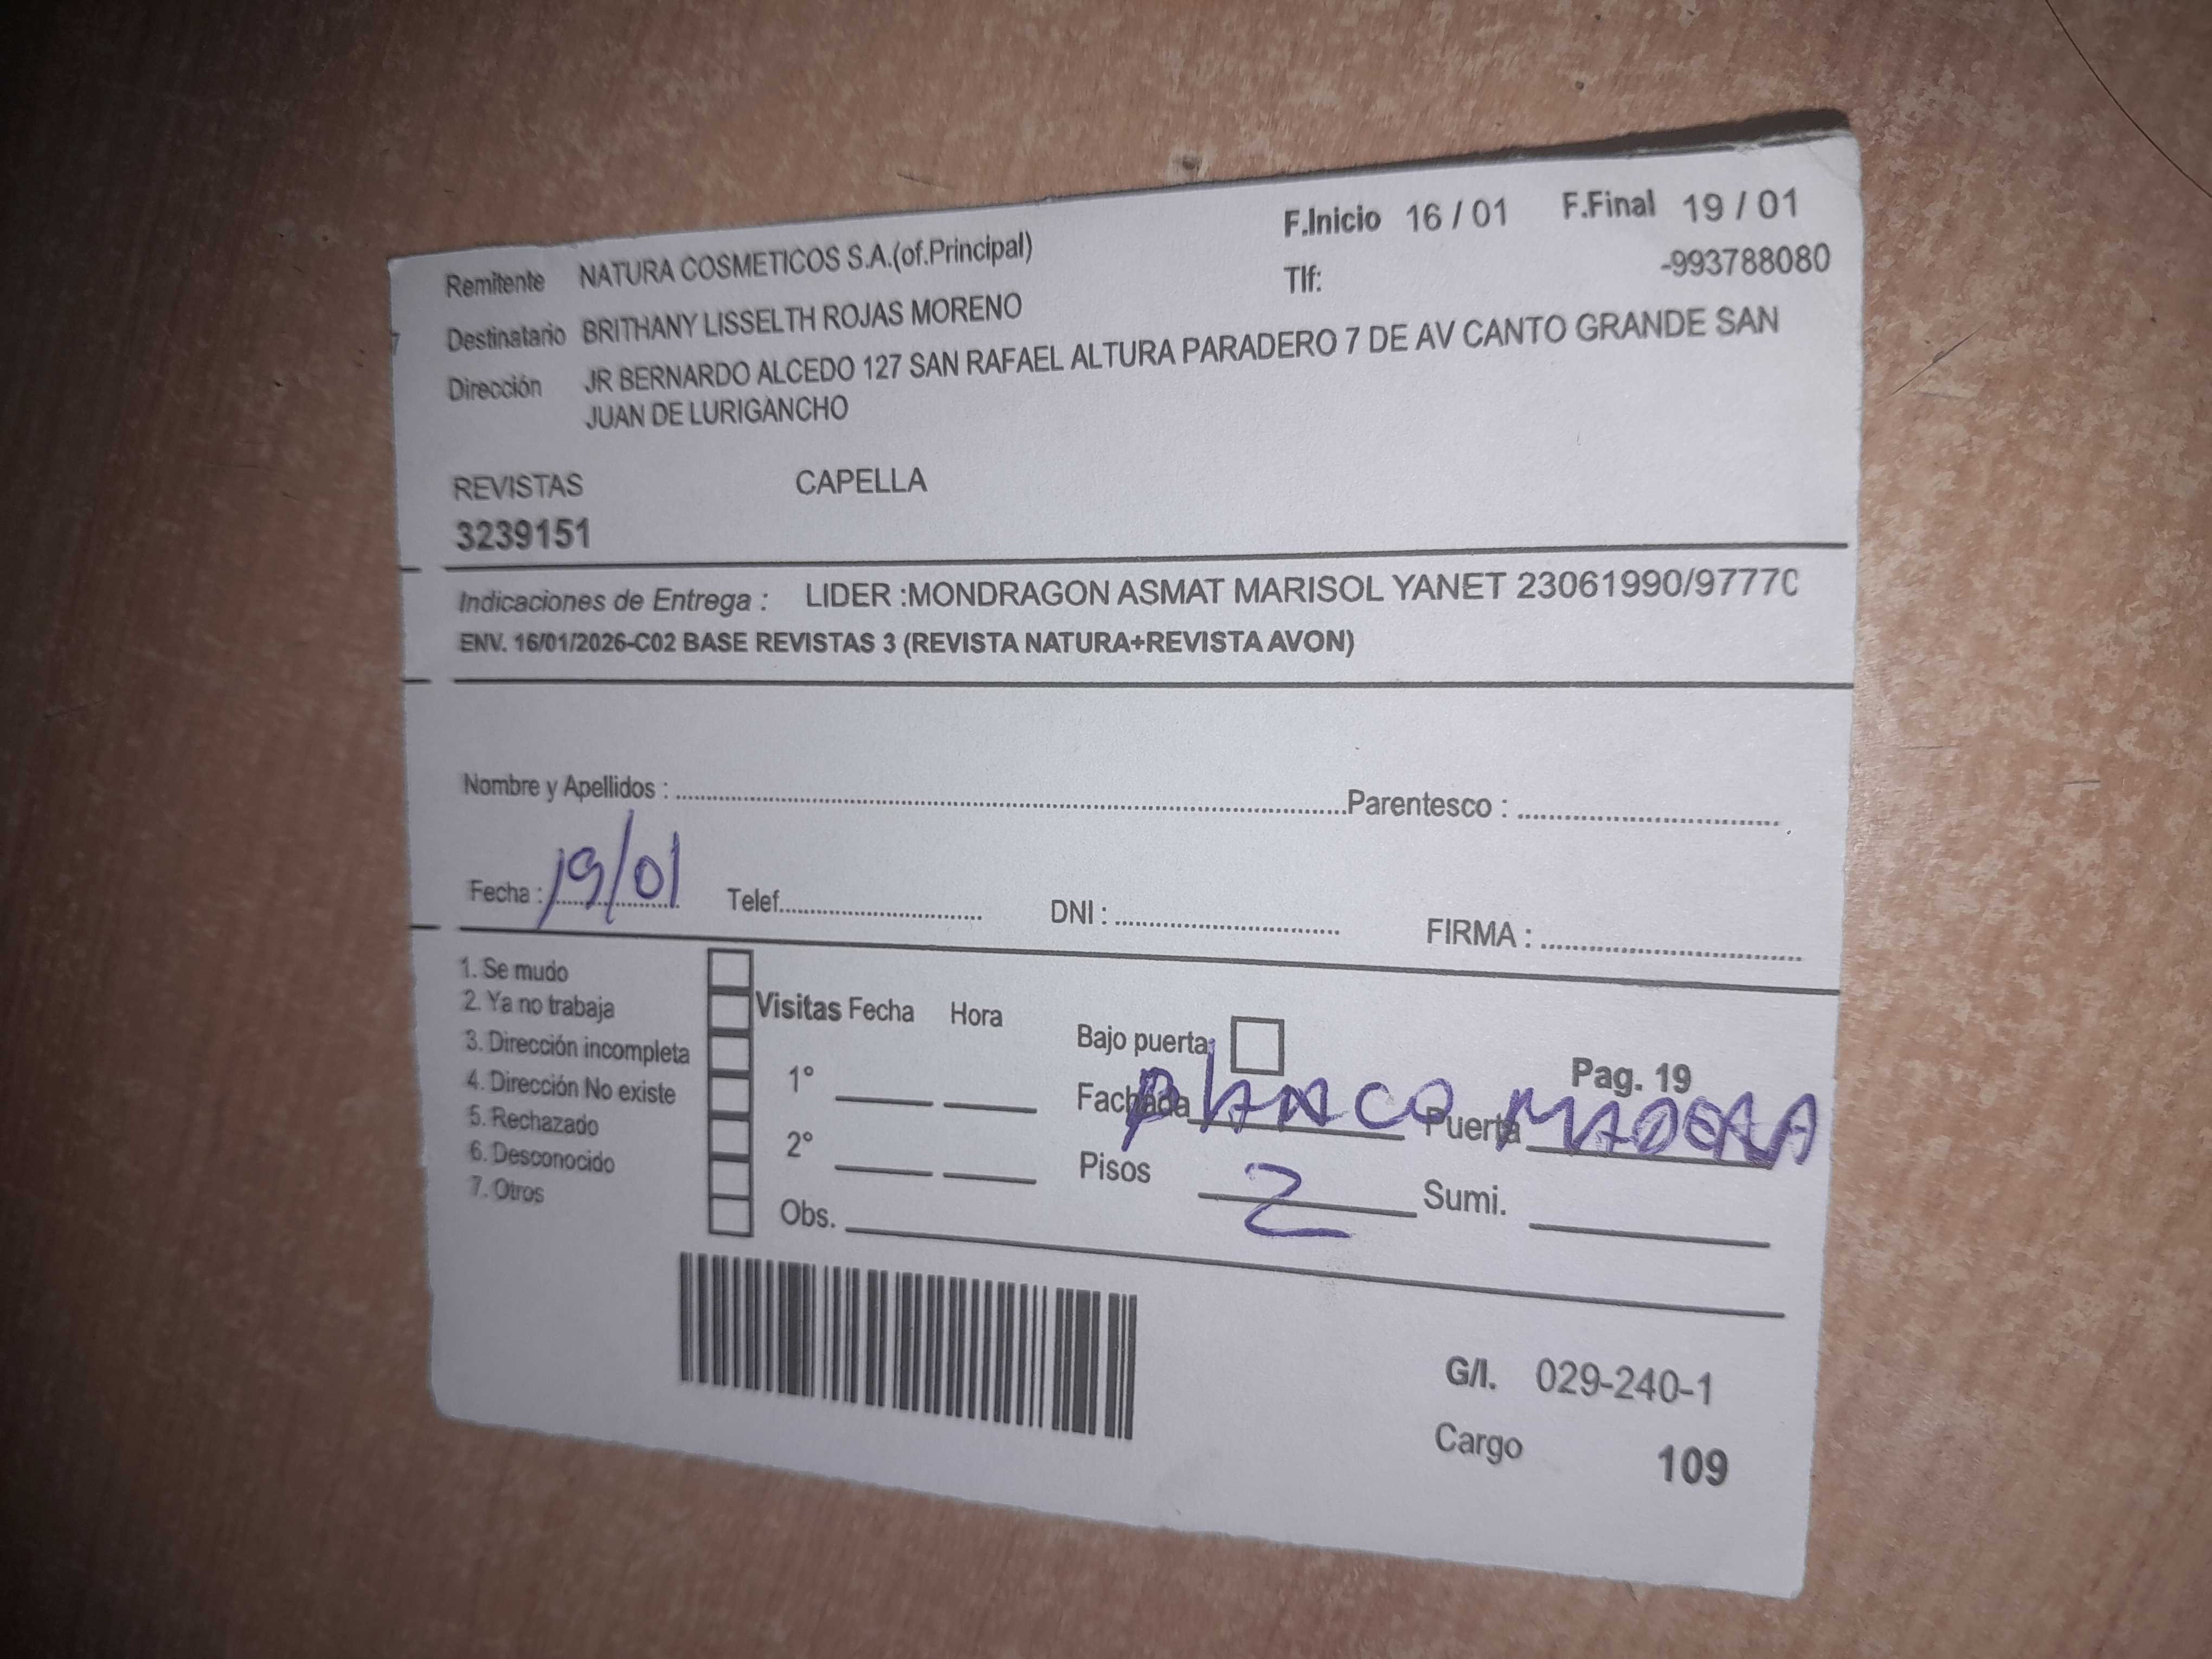 Remitente NATURA COSMETICOS S.A.(of.Principal) F.Inicio 16 / 01 F.Final 19 / 01
Tlf: -993788080
Destinatario BRITHANY LISSELTH ROJAS MORENO
Dirección JR BERNARDO ALCEDO 127 SAN RAFAEL ALTURA PARADERO 7 DE AV CANTO GRANDE SAN
JUAN DE LURIGANCHO
REVISTAS CAPELLA
3239151
Indicaciones de Entrega : LIDER :MONDRAGON ASMAT MARISOL YANET 23061990/9777
ENV. 16/01/2026-C02 BASE REVISTAS 3 (REVISTA NATURA+REVISTA AVON)
Nombre y Apellidos : Parentesco :
Fecha : 19/01 Telef. DNI : FIRMA :
1. Se mudo
2. Ya no trabaja
3. Dirección incompleta
4. Dirección No existe
5. Rechazado
6. Desconocido
7. Otros
Visitas Fecha Hora
1°
2°
Obs.
Bajo puerta
Pag. 19
Fachada BLANCO Puerta MADERA
Pisos 2 Sumi.
G/I. 029-240-1
Cargo 109